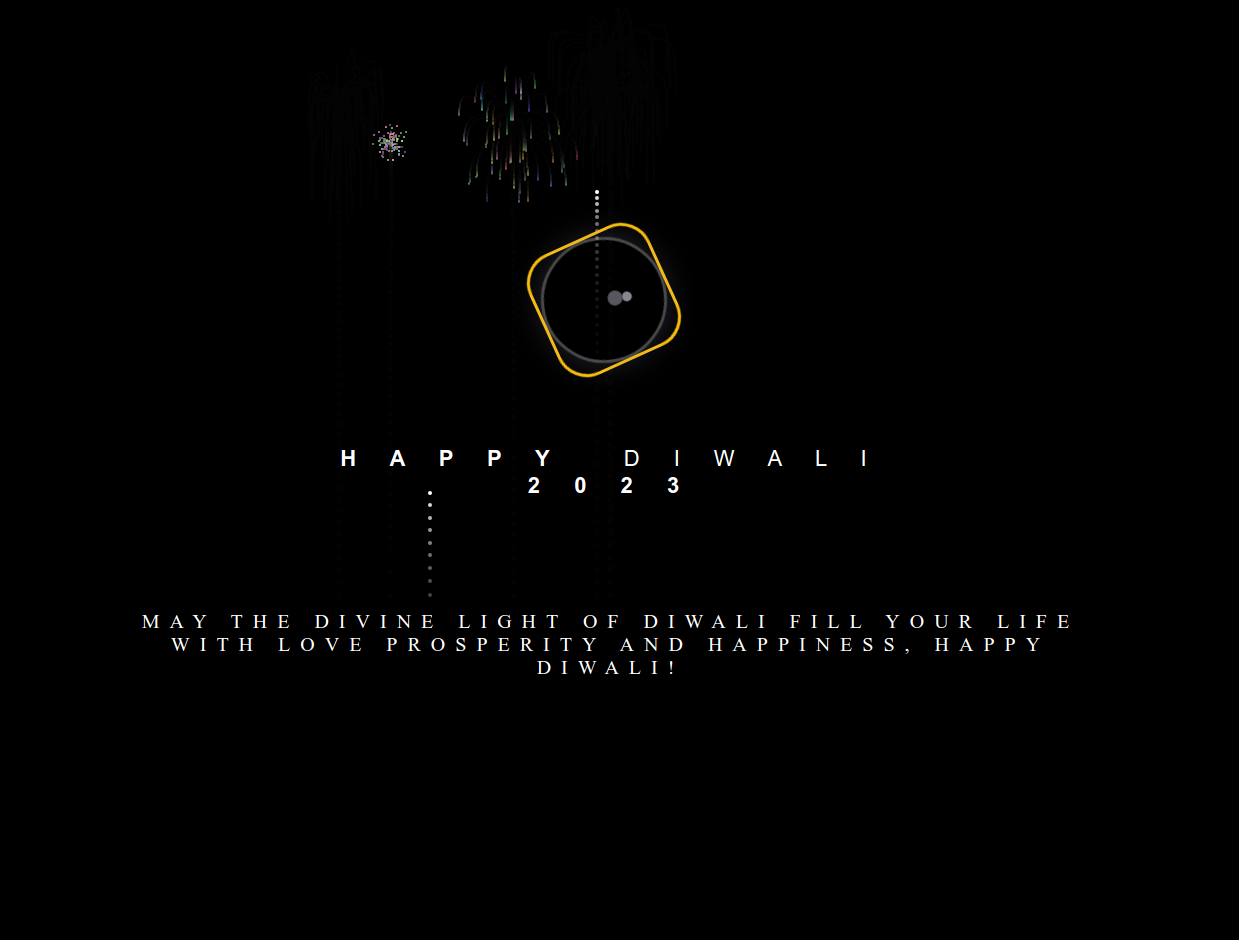 HAPPY DIWALI
2023
MAY THE DIVINE LIGHT OF DIWALI FILL YOUR LIFE
WITH LOVE PROSPERITY AND HAPPINESS, HAPPY
DIWALI!